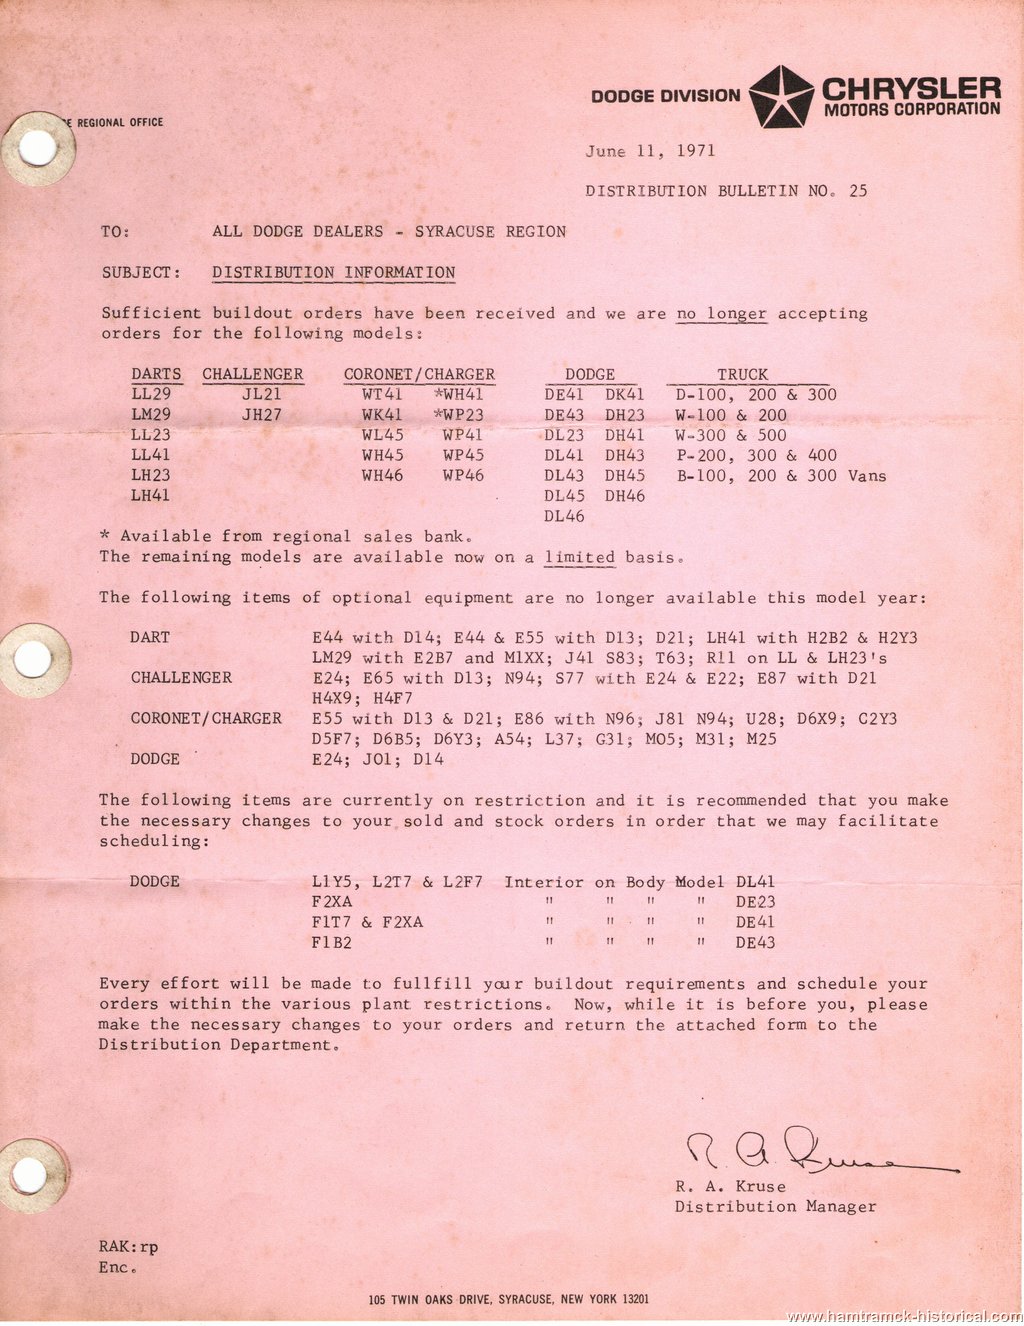 DODGE DIVISION CHRYSLER
MOTORS CORPORATION
REGIONAL OFFICE
June 11, 1971
DISTRIBUTION BULLETIN NO. 25
TO: ALL DODGE DEALERS - SYRACUSE REGION
SUBJECT: DISTRIBUTION INFORMATION
Sufficient buildout orders have been received and we are no longer accepting
orders for the following models:
DARTS CHALLENGER CORONET/CHARGER DODGE TRUCK
LL29 JL21 WT41 *WH41 DE41 DK41 D-100, 200 & 300
LM29 JH27 WK41 *WP23 DE43 DH23 W-100 & 200
LL23 WL45 WP41 DL23 DH41 W-300 & 500
LL41 WH45 WP45 DL41 DH43 P-200, 300 & 400
LH23 WH46 WP46 DL43 DH45 B-100, 200 & 300 Vans
LH41 DL45 DH46
DL46
* Available from regional sales bank.
The remaining models are available now on a limited basis.
The following items of optional equipment are no longer available this model year:
DART E44 with D14; E44 & E55 with D13; D21; LH41 with H2B2 & H2Y3
LM29 with E2B7 and M1XX; J41 S83; T63; R11 on LL & LH23's
CHALLENGER E24; E65 with D13; N94; S77 with E24 & E22; E87 with D21
H4X9; H4F7
CORONET/CHARGER E55 with D13 & D21; E86 with N96; J81 N94; U28; D6X9; C2Y3
D5F7; D6B5; D6Y3; A54; L37; G31; M05; M31; M25
DODGE E24; J01; D14
The following items are currently on restriction and it is recommended that you make
the necessary changes to your sold and stock orders in order that we may facilitate
scheduling:
DODGE L1Y5, L2T7 & L2F7 Interior on Body Model DL41
F2XA " " " " DE23
F1T7 & F2XA " " " " DE41
F1B2 " " " " DE43
Every effort will be made to fullfill your buildout requirements and schedule your
orders within the various plant restrictions. Now, while it is before you, please
make the necessary changes to your orders and return the attached form to the
Distribution Department.
R. A. Kruse
R. A. Kruse
Distribution Manager
RAK:rp
Enc.
105 TWIN OAKS DRIVE, SYRACUSE, NEW YORK 13201
www.hamtramck-historical.com